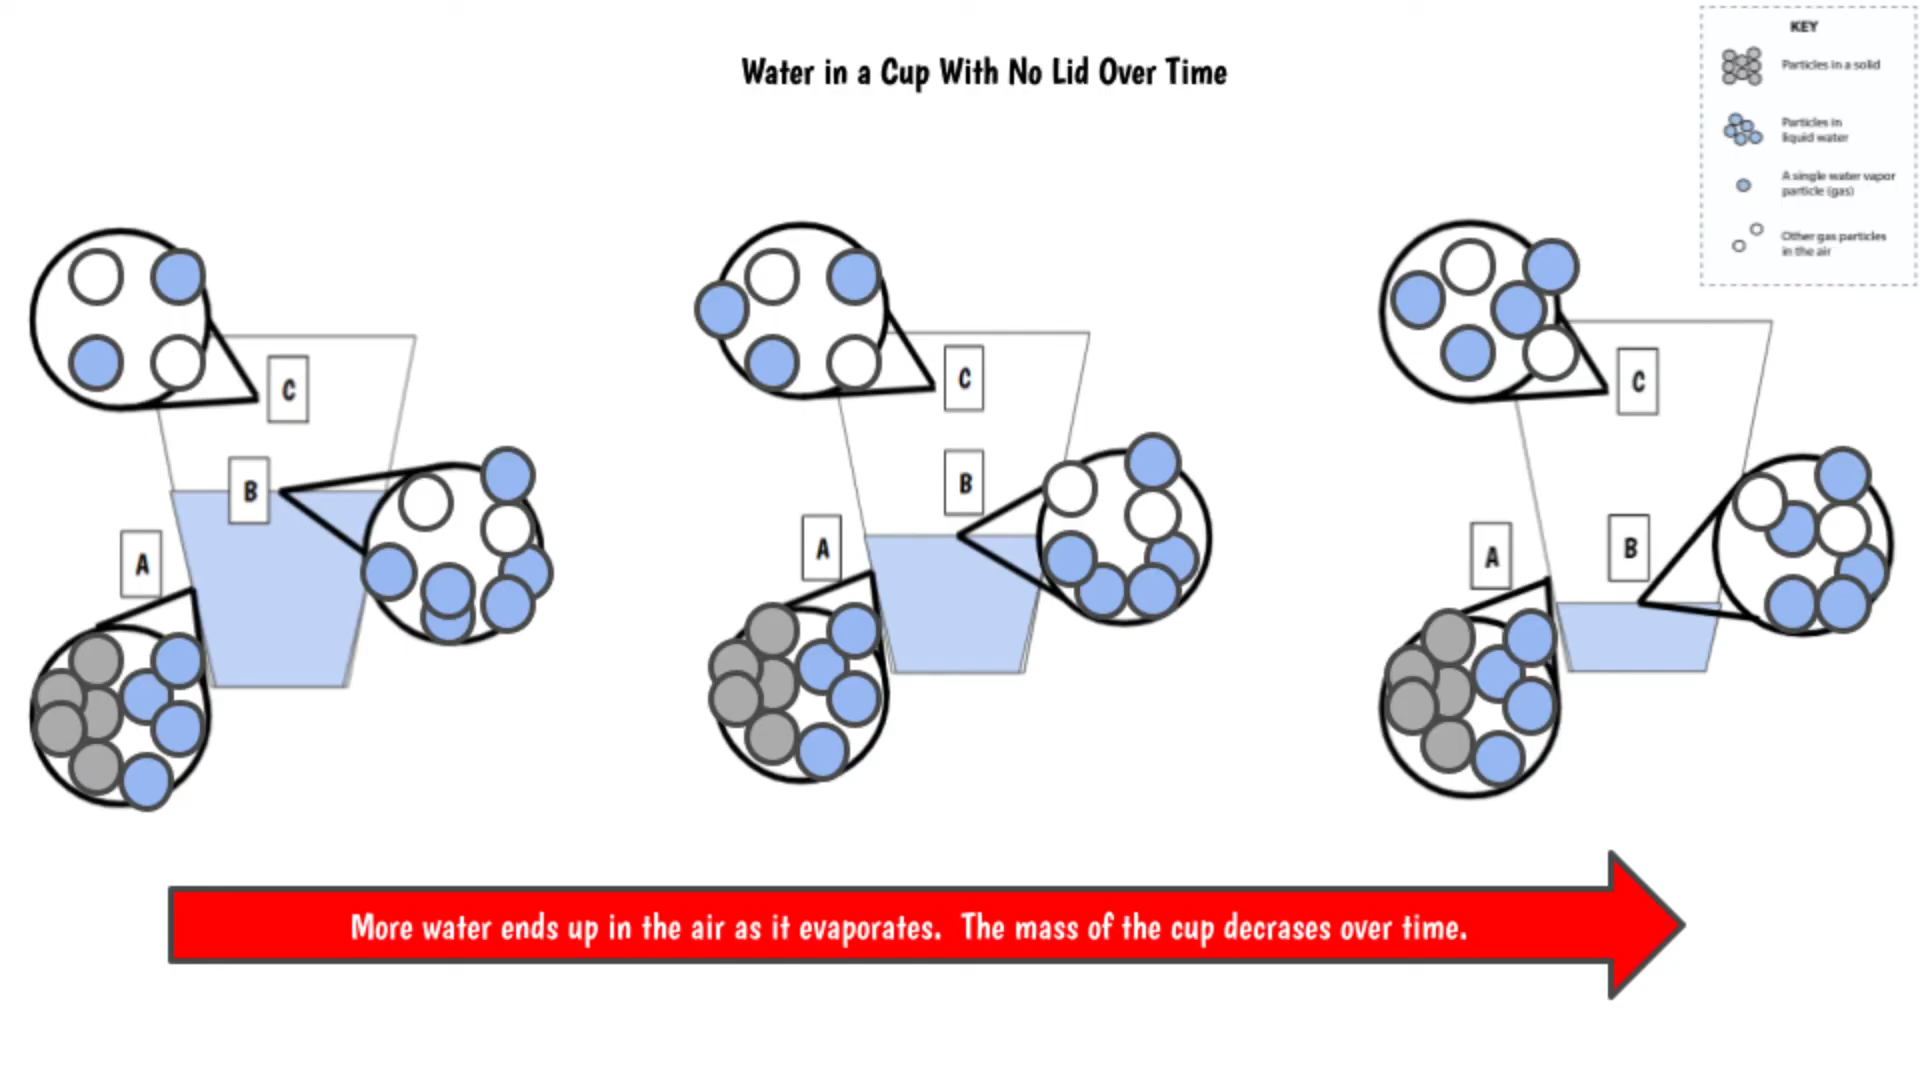 Water in a Cup With No Lid Over Time
KEY
Particles in a solid
Particles in
liquid water
A single water vapor
particle (gas)
Other gas particles
in the air
C
B
A
C
B
A
C
B
A
More water ends up in the air as it evaporates.  The mass of the cup decrases over time.